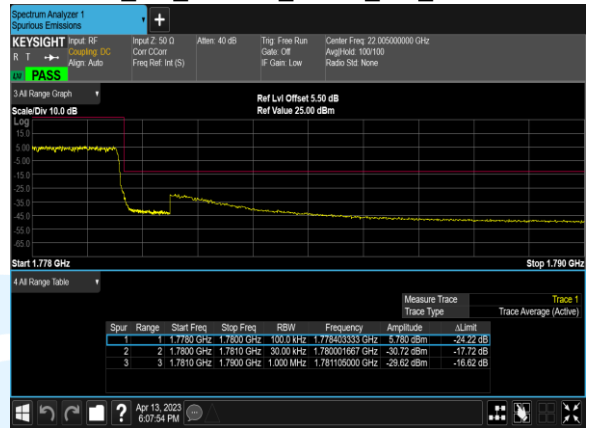 Spectrum Analyzer 1
Spurious Emissions
+
KEYSIGHT Input: RF Input Z: 50 Ω Atten: 40 dB Trig: Free Run Center Freq: 22.005000000 GHz
R T Coupling: DC Corr CCorr Gate: Off Avg|Hold: 100/100
Align: Auto Freq Ref: Int (S) IF Gain: Low Radio Std: None
LW PASS
3 All Range Graph
Ref Lvl Offset 5.50 dB
Scale/Div 10.0 dB Ref Value 25.00 dBm
Log
15.0
5.00
-5.00
-15.0
-25.0
-35.0
-45.0
-55.0
-65.0
Start 1.778 GHz Stop 1.790 GHz
4 All Range Table
Measure Trace Trace 1
Trace Type Trace Average (Active)
Spur Range Start Freq Stop Freq RBW Frequency Amplitude ΔLimit
1 1 1.7780 GHz 1.7800 GHz 100.0 kHz 1.778403333 GHz 5.780 dBm -24.22 dB
2 2 1.7800 GHz 1.7810 GHz 30.00 kHz 1.780001667 GHz -30.72 dBm -17.72 dB
3 3 1.7810 GHz 1.7900 GHz 1.000 MHz 1.781105000 GHz -29.62 dBm -16.62 dB
? Apr 13, 2023
6:07:54 PM